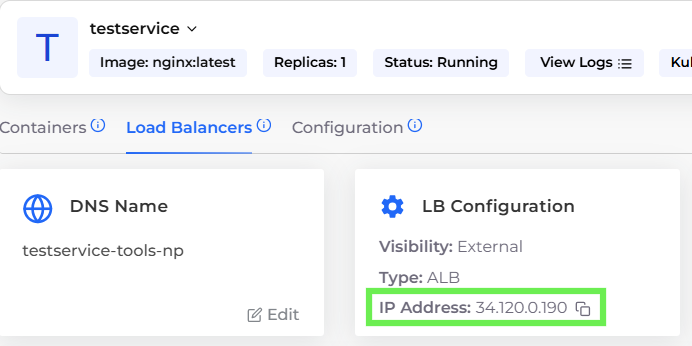 T
testservice
Image: nginx:latest Replicas: 1 Status: Running View Logs Kul
Containers Load Balancers Configuration
DNS Name
testservice-tools-np
Edit
LB Configuration
Visibility: External
Type: ALB
IP Address: 34.120.0.190